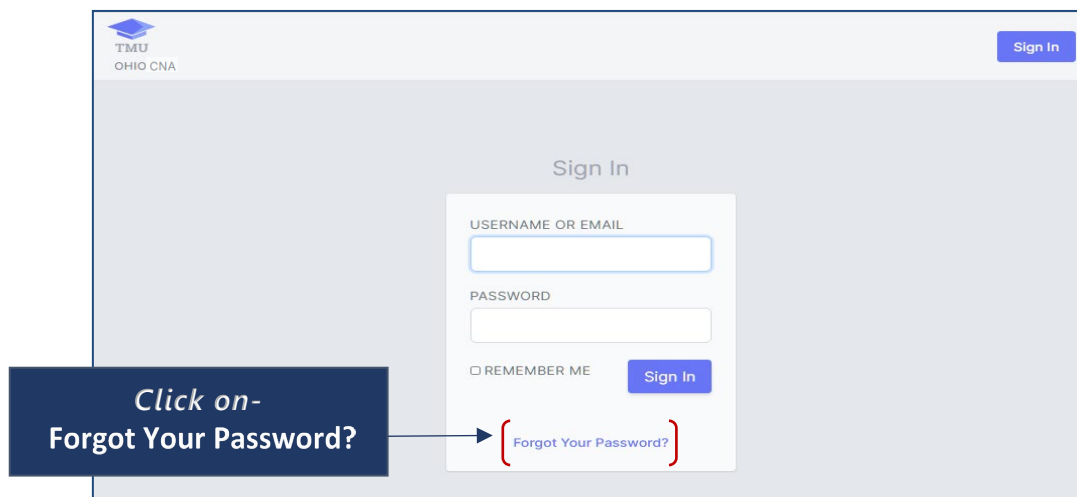 TMU
OHIO CNA
Sign In
Sign In
USERNAME OR EMAIL
PASSWORD
REMEMBER ME
Sign In
Click on-
Forgot Your Password?
Forgot Your Password?